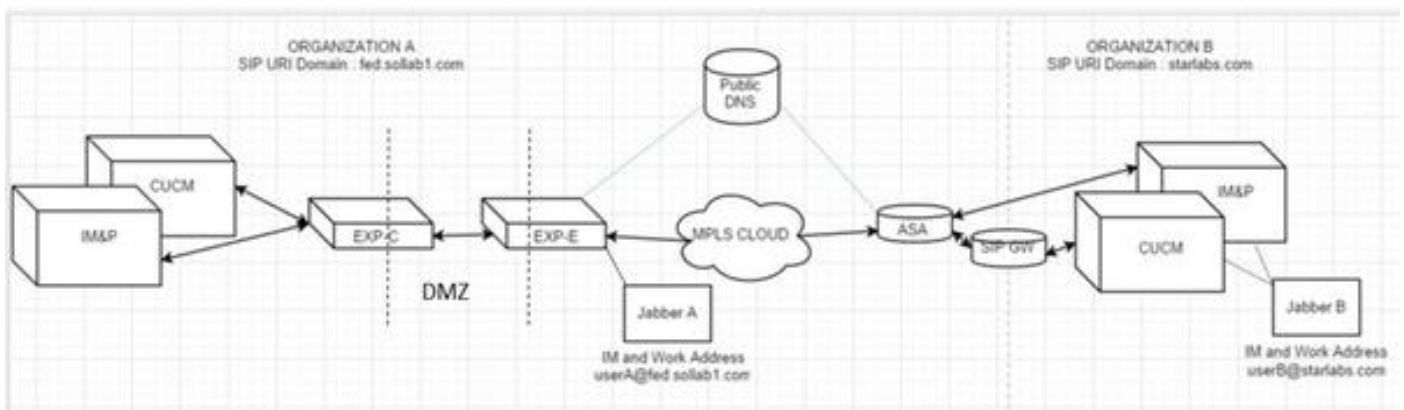 ORGANIZATION A
SIP URI Domain : fed.sollab1.com
ORGANIZATION B
SIP URI Domain : starlabs.com
Public
DNS
CUCM
IM&P
EXP-C
EXP-E
MPLS CLOUD
ASA
SIP GW
IM&P
CUCM
DMZ
Jabber A
Jabber B
IM and Work Address
userA@fed.sollab1.com
IM and Work Address
userB@starlabs.com